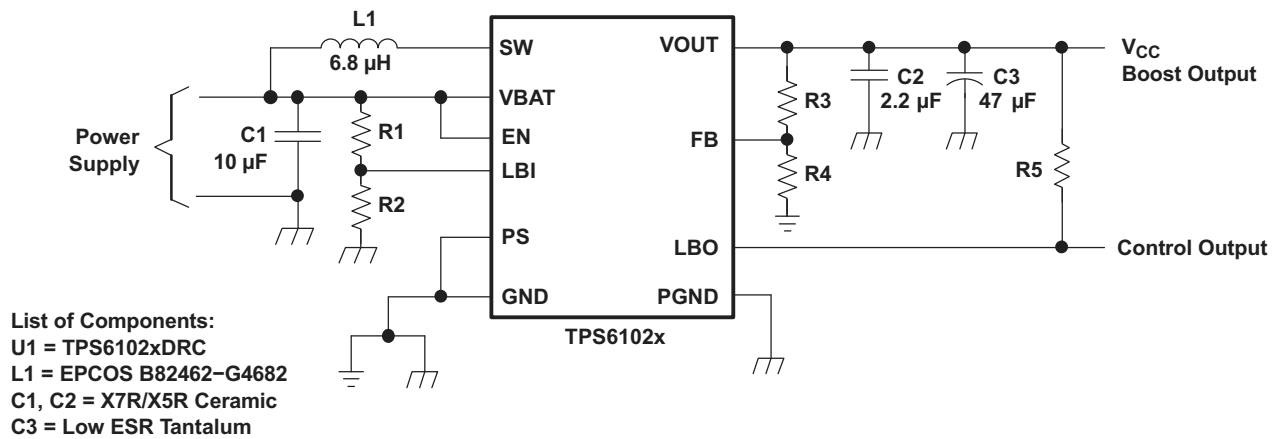 L1
6.8 µH
SW
VOUT
VCC
Boost Output
Power
Supply
C1
10 µF
R1
R2
VBAT
EN
LBI
PS
GND
FB
LBO
PGND
R3
R4
C2
2.2 µF
C3
47 µF
R5
Control Output
TPS6102x
List of Components:
U1 = TPS6102xDRC
L1 = EPCOS B82462−G4682
C1, C2 = X7R/X5R Ceramic
C3 = Low ESR Tantalum